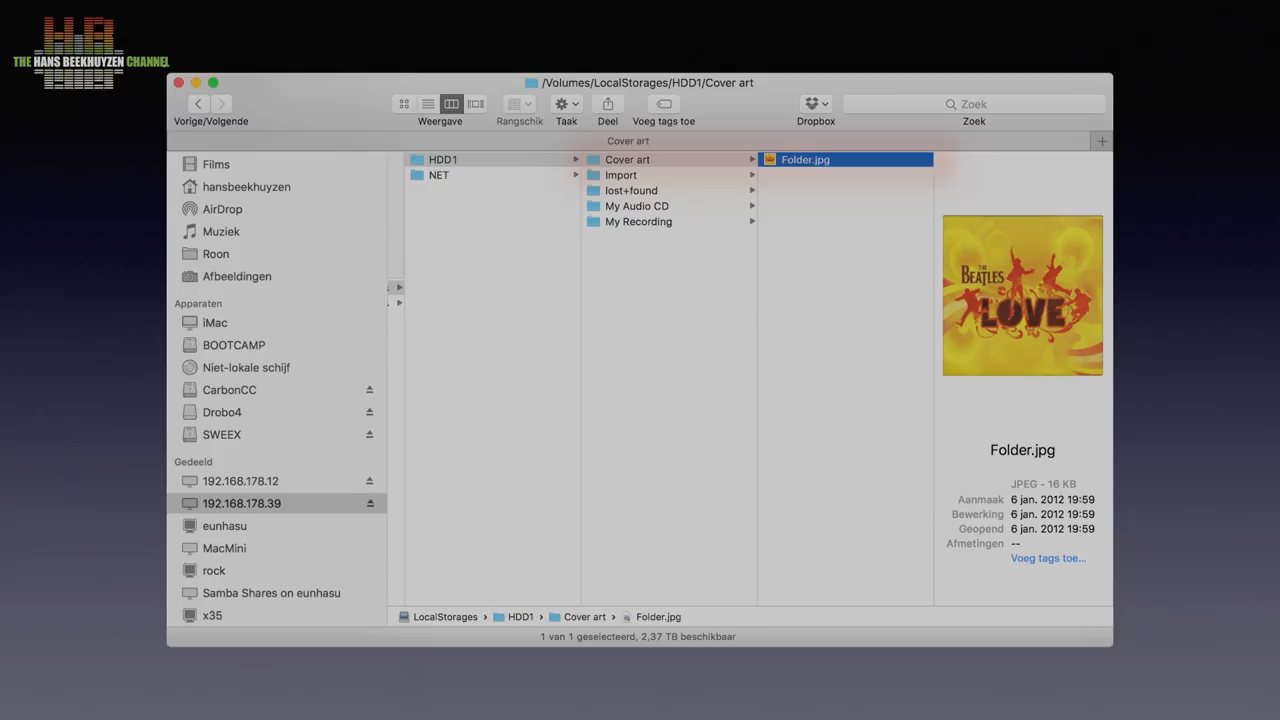 THE HANS BEEKHUYZEN CHANNEL
/Volumes/LocalStorages/HDD1/Cover art
Zoek
Vorige/Volgende
Weergave
Rangschik
Taak
Deel
Voeg tags toe
Dropbox
Zoek
Cover art
Films
hansbeekhuyzen
AirDrop
Muziek
Roon
Afbeeldingen
Apparaten
iMac
BOOTCAMP
Niet-lokale schijf
CarbonCC
Drobo4
SWEEX
Gedeeld
192.168.178.12
192.168.178.39
eunhasu
MacMini
rock
Samba Shares on eunhasu
x35
HDD1
NET
Cover art
Import
lost+found
My Audio CD
My Recording
Folder.jpg
THE
BEATLES
LOVE
Folder.jpg
JPEG - 16 KB
Aanmaak 6 jan. 2012 19:59
Bewerking 6 jan. 2012 19:59
Geopend 6 jan. 2012 19:59
Afmetingen --
Voeg tags toe...
LocalStorages › HDD1 › Cover art › Folder.jpg
1 van 1 geselecteerd, 2,37 TB beschikbaar